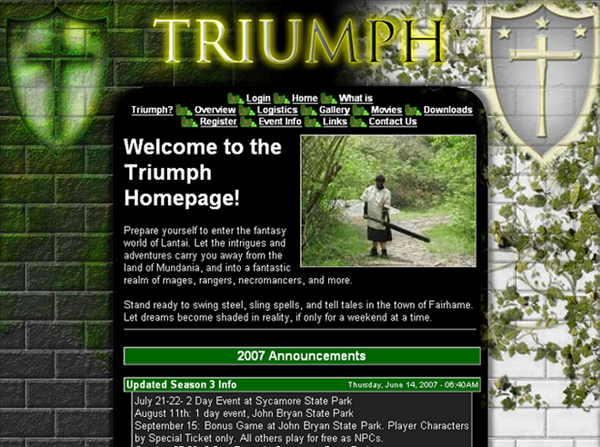 TRIUMPH
Login Home What is
Triumph? Overview Logistics Gallery Movies Downloads
Register Event Info Links Contact Us
Welcome to the
Triumph
Homepage!
Prepare yourself to enter the fantasy
world of Lantai. Let the intrigues and
adventures carry you away from the
land of Mundania, and into a fantastic
realm of mages, rangers, necromancers, and more.
Stand ready to swing steel, sling spells, and tell tales in the town of Fairhame.
Let dreams become shaded in reality, if only for a weekend at a time.
2007 Announcements
Updated Season 3 Info Thursday, June 14, 2007 - 06:40AM
July 21-22- 2 Day Event at Sycamore State Park
August 11th: 1 day event, John Bryan State Park
September 15: Bonus Game at John Bryan State Park. Player Characters
by Special Ticket only. All others play for free as NPCs.